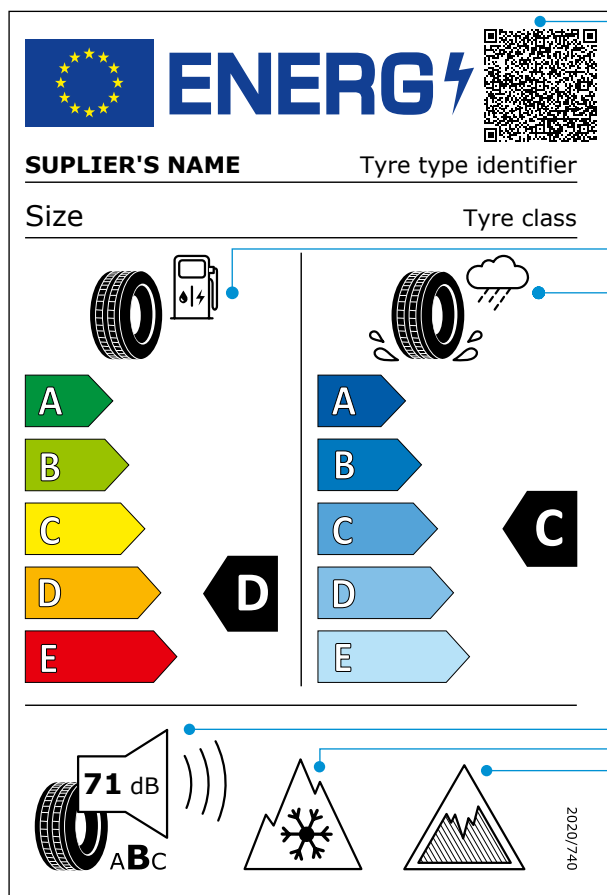 ENERG
SUPLIER'S NAME Tyre type identifier
Size Tyre class
A A
B B
C C C
D D D
E E
71 dB
ABC
2020/740